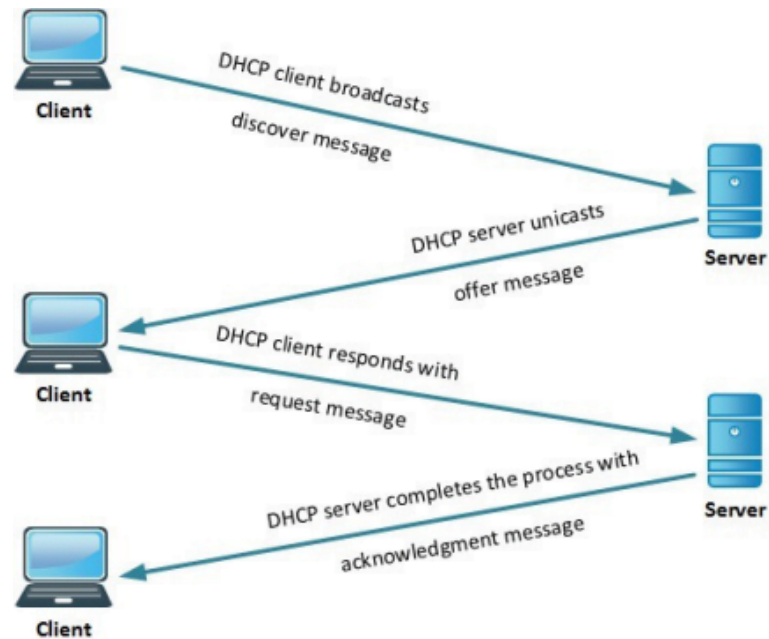 Client
DHCP client broadcasts
discover message
Server
DHCP server unicasts
offer message
Client
DHCP client responds with
request message
Server
DHCP server completes the process with
acknowledgment message
Client